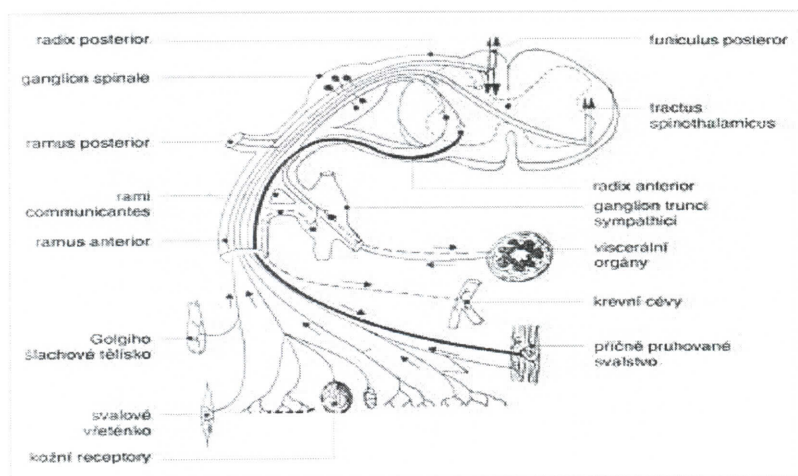 radix posterior
funiculus posteror
ganglion spinale
tractus
spinothalamicus
ramus posterior
radix anterior
rami
communicantes
ganglion trunci
sympathici
ramus anterior
viscerální
orgány
krevní cévy
Golgiho
šlachové tělísko
příčně pruhované
svalstvo
svalové
vřeténko
kožní receptory